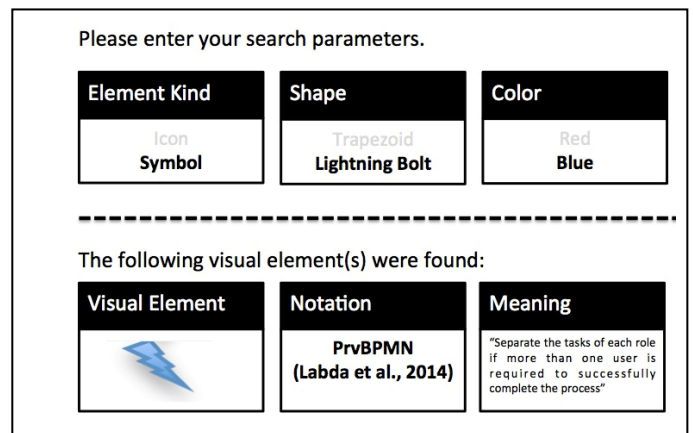 Please enter your search parameters.
Element Kind
Icon
Symbol
Shape
Trapezoid
Lightning Bolt
Color
Red
Blue
The following visual element(s) were found:
Visual Element
Notation
PrvBPMN
(Labda et al., 2014)
Meaning
"Separate the tasks of each role
if more than one user is
required to successfully
complete the process"